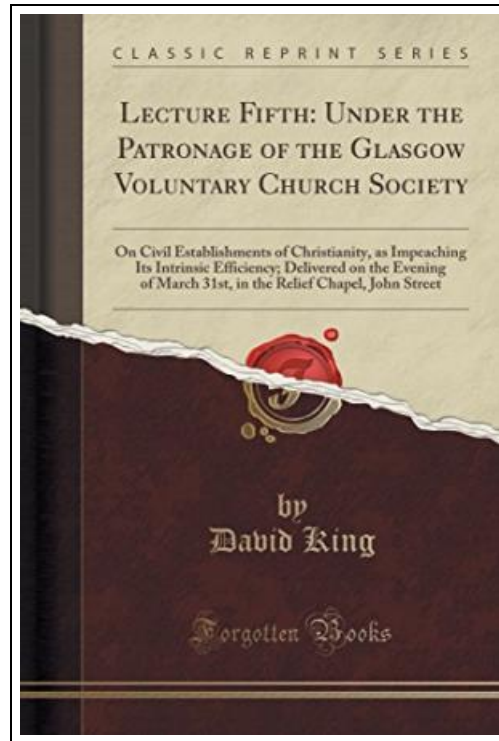 CLASSIC REPRINT SERIES
LECTURE FIFTH: UNDER THE
PATRONAGE OF THE GLASGOW
VOLUNTARY CHURCH SOCIETY
On Civil Establishments of Christianity, as Impeaching
Its Intrinsic Efficiency; Delivered on the Evening
of March 31st, in the Relief Chapel, John Street
by
David King
Forgotten Books